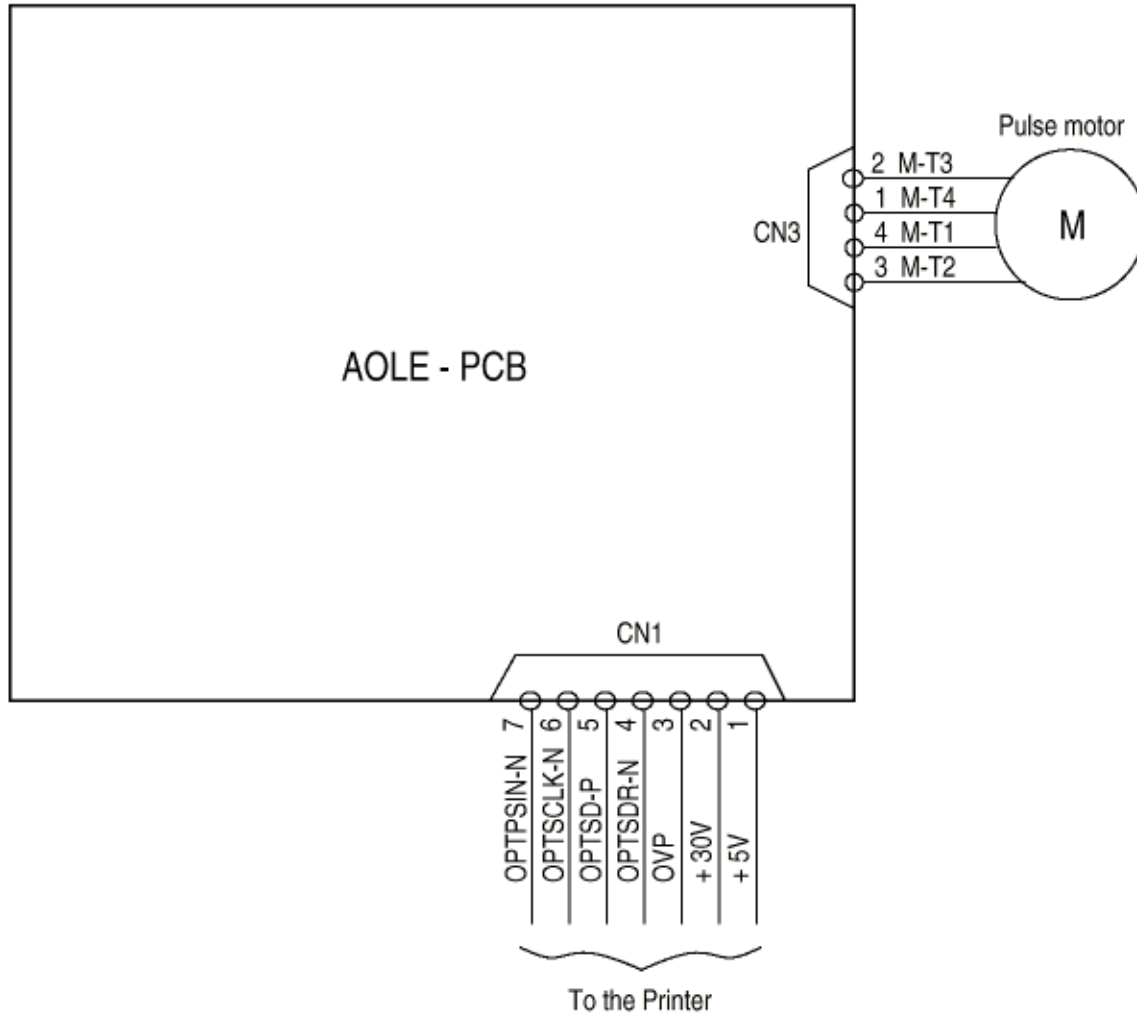 Pulse motor
2 M-T3
1 M-T4
4 M-T1
3 M-T2
CN3
M
AOLE - PCB
CN1
7 OPTPSIN-N
6 OPTSCLK-N
5 OPTSD-P
4 OPTSDR-N
3 OVP
2 + 30V
1 + 5V
To the Printer